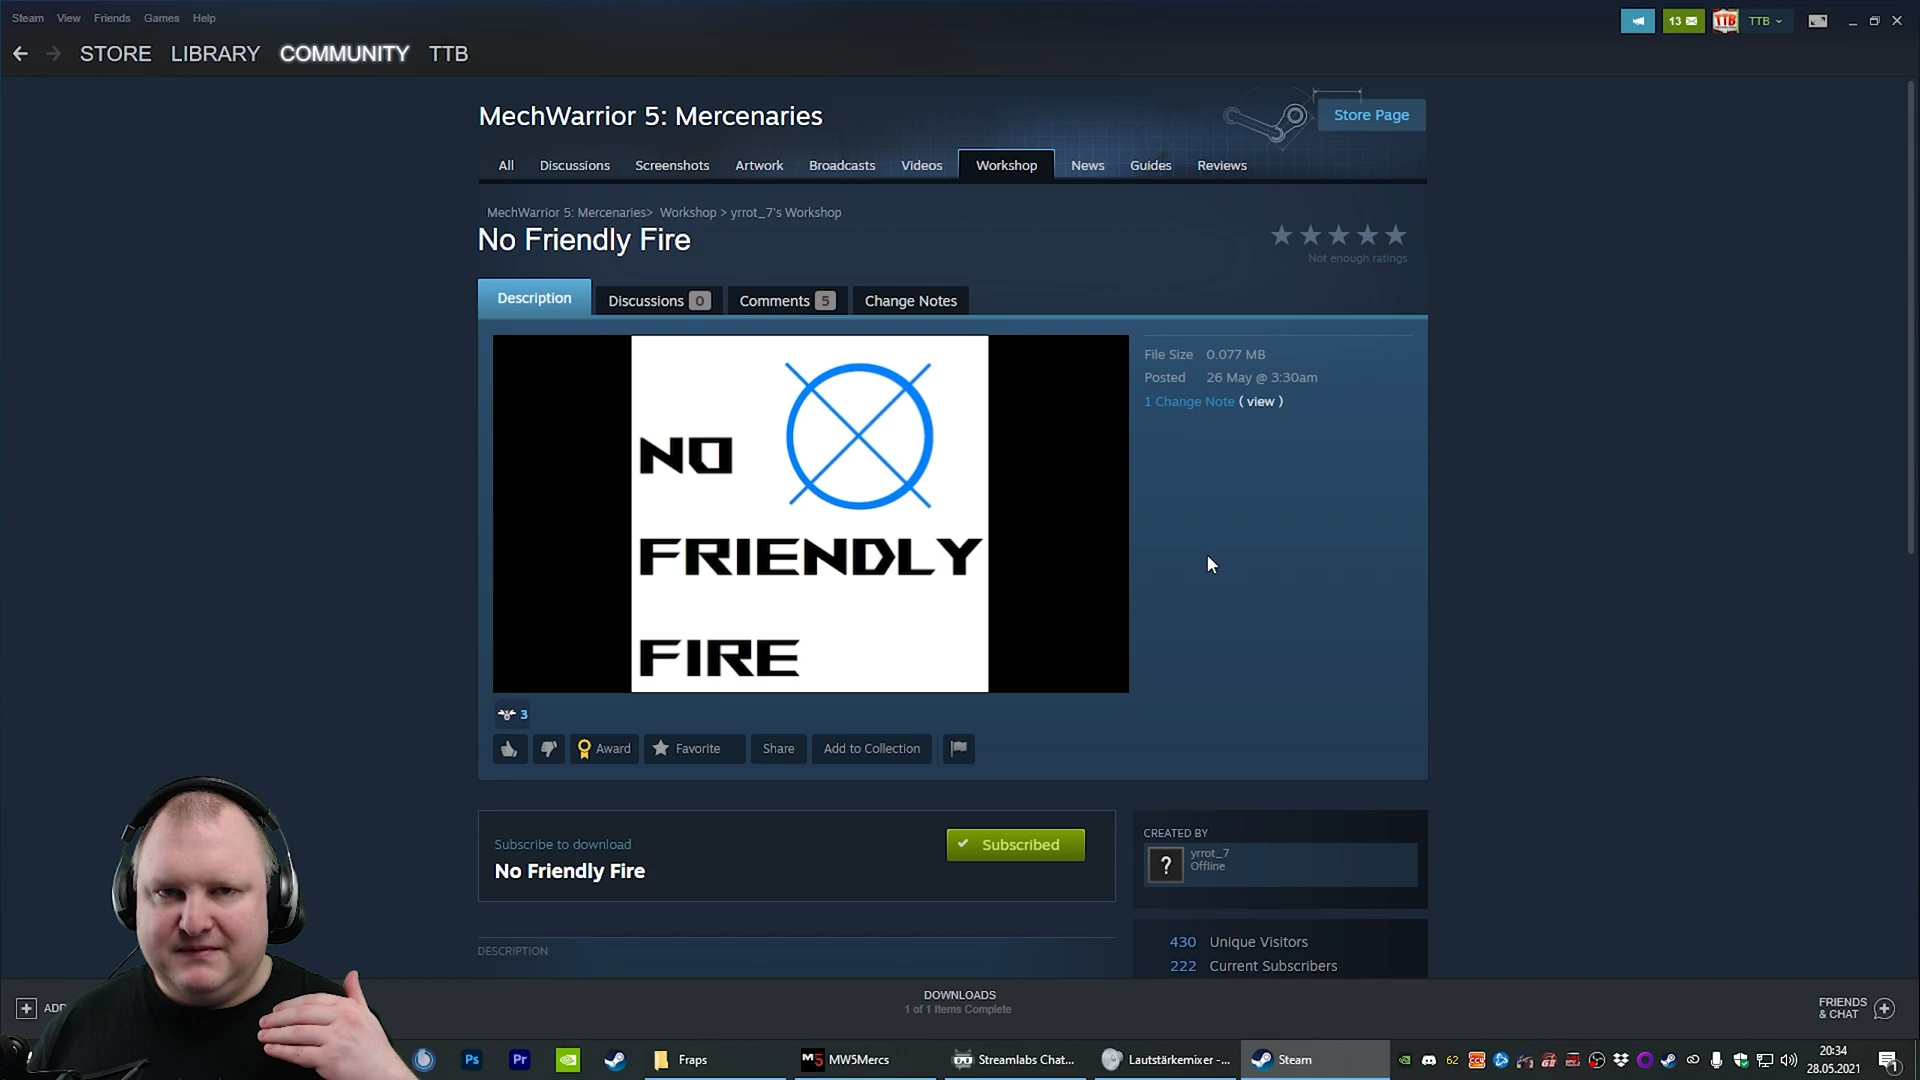 Steam View Friends Games Help
13 TTB TTB
STORE LIBRARY COMMUNITY TTB
MechWarrior 5: Mercenaries
Store Page
All Discussions Screenshots Artwork Broadcasts Videos Workshop News Guides Reviews
MechWarrior 5: Mercenaries> Workshop > yrrot_7's Workshop
No Friendly Fire
Not enough ratings
Description Discussions 0 Comments 5 Change Notes
File Size 0.077 MB
Posted 26 May @ 3:30am
1 Change Note ( view )
NO
FRIENDLY
FIRE
3
Award Favorite Share Add to Collection
Subscribe to download
No Friendly Fire
Subscribed
CREATED BY
? yrrot_7
Offline
DESCRIPTION
430 Unique Visitors
222 Current Subscribers
DOWNLOADS
1 of 1 Items Complete
FRIENDS
& CHAT
Ps Pr Fraps M5 MW5Mercs Streamlabs Chat... Lautstärkemixer -... Steam 62
20:34
28.05.2021
1